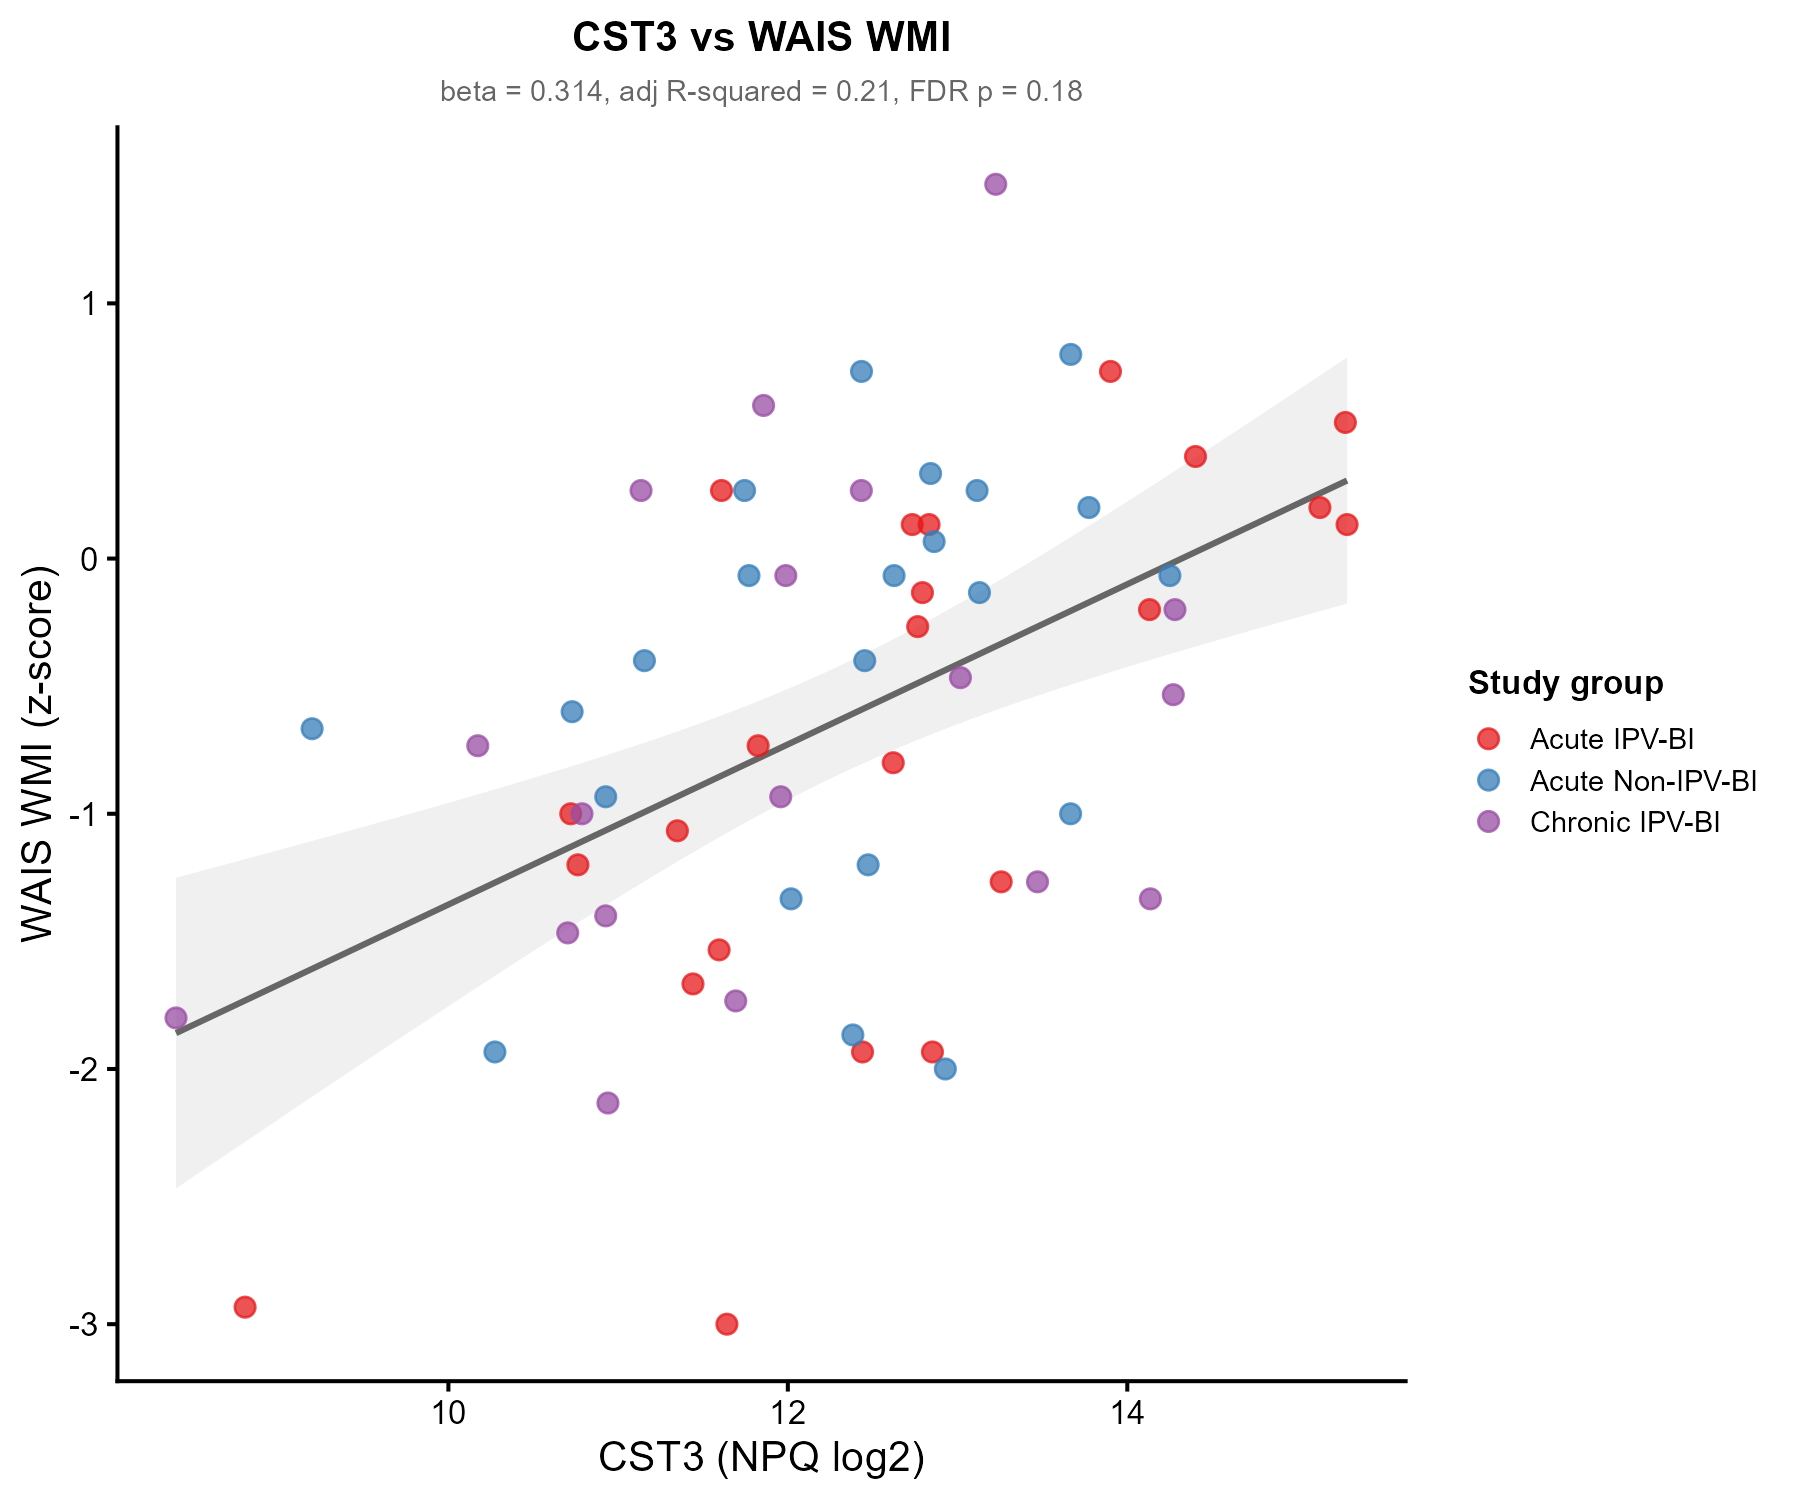 CST3 vs WAIS WMI
beta = 0.314, adj R-squared = 0.21, FDR p = 0.18
WAIS WMI (z-score)
1
0
-1
-2
-3
10
12
14
CST3 (NPQ log2)
Study group
Acute IPV-BI
Acute Non-IPV-BI
Chronic IPV-BI